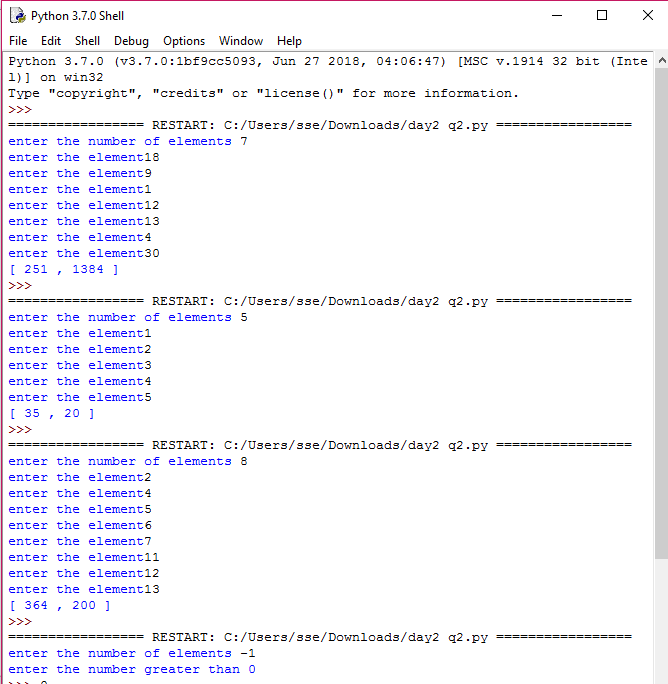 Python 3.7.0 Shell
File Edit Shell Debug Options Window Help
Python 3.7.0 (v3.7.0:1bf9cc5093, Jun 27 2018, 04:06:47) [MSC v.1914 32 bit (Inte
l)] on win32
Type "copyright", "credits" or "license()" for more information.
>>>
================= RESTART: C:/Users/sse/Downloads/day2 q2.py =================
enter the number of elements 7
enter the element18
enter the element9
enter the element1
enter the element12
enter the element13
enter the element4
enter the element30
[ 251 , 1384 ]
>>>
================= RESTART: C:/Users/sse/Downloads/day2 q2.py =================
enter the number of elements 5
enter the element1
enter the element2
enter the element3
enter the element4
enter the element5
[ 35 , 20 ]
>>>
================= RESTART: C:/Users/sse/Downloads/day2 q2.py =================
enter the number of elements 8
enter the element2
enter the element4
enter the element5
enter the element6
enter the element7
enter the element11
enter the element12
enter the element13
[ 364 , 200 ]
>>>
================= RESTART: C:/Users/sse/Downloads/day2 q2.py =================
enter the number of elements -1
enter the number greater than 0
>>>